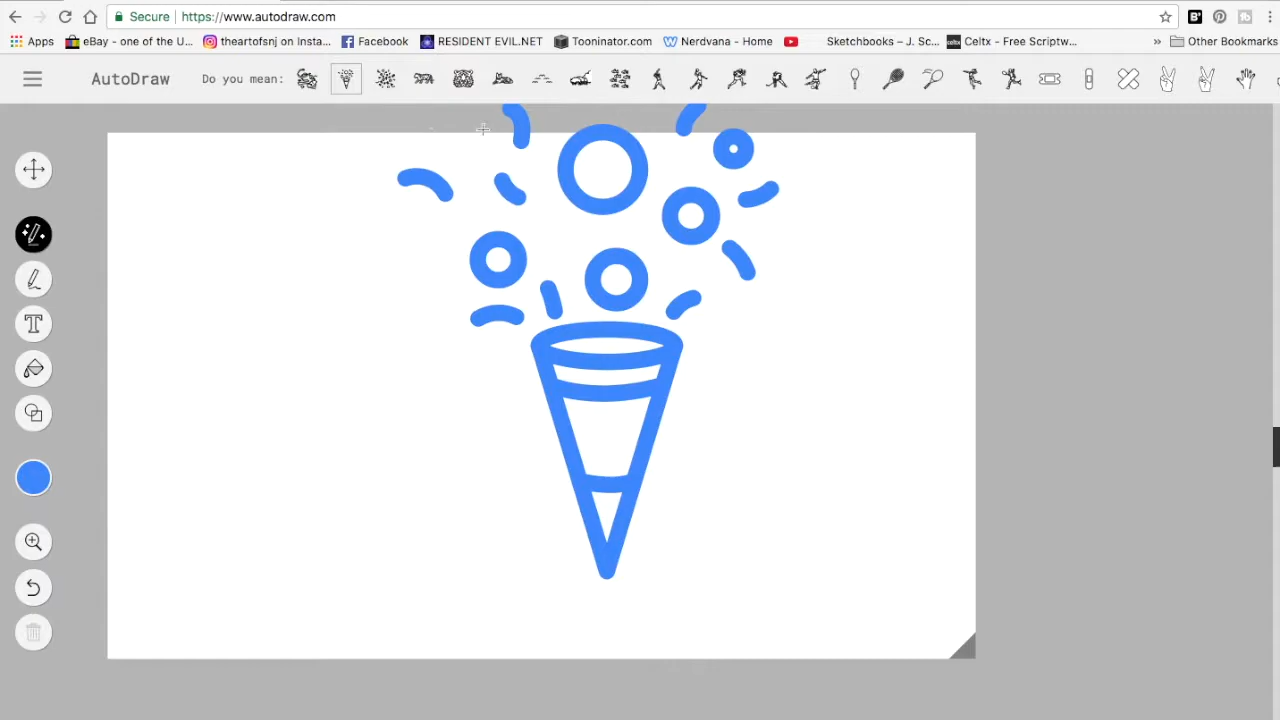 Secure https://www.autodraw.com
Apps eBay - one of the U... theartofsnj on Insta... Facebook RESIDENT EVIL.NET Tooninator.com Nerdvana - Home Sketchbooks – J. Sc... Celtx - Free Scriptw... » Other Bookmarks
AutoDraw Do you mean:
T